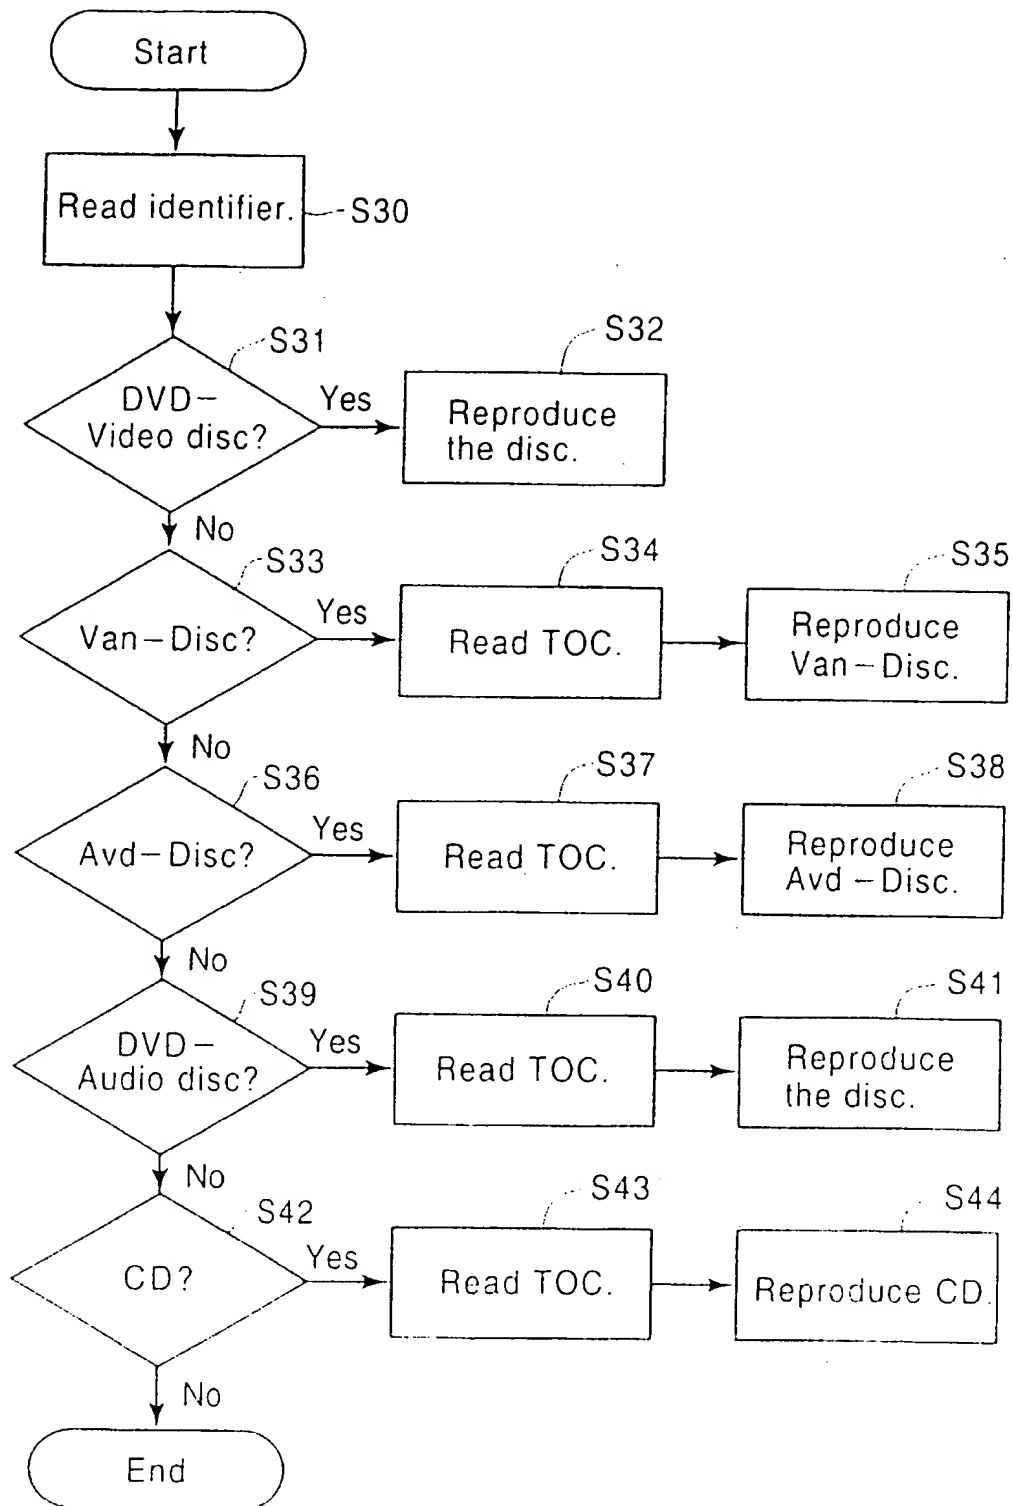 Start
Read identifier.
S30
S31
DVD–
Video disc?
Yes
S32
Reproduce
the disc.
No
S33
Van–Disc?
Yes
S34
Read TOC.
S35
Reproduce
Van–Disc.
No
S36
Avd–Disc?
Yes
S37
Read TOC.
S38
Reproduce
Avd–Disc.
No
S39
DVD–
Audio disc?
Yes
S40
Read TOC.
S41
Reproduce
the disc.
No
S42
CD?
Yes
S43
Read TOC.
S44
Reproduce CD.
No
End